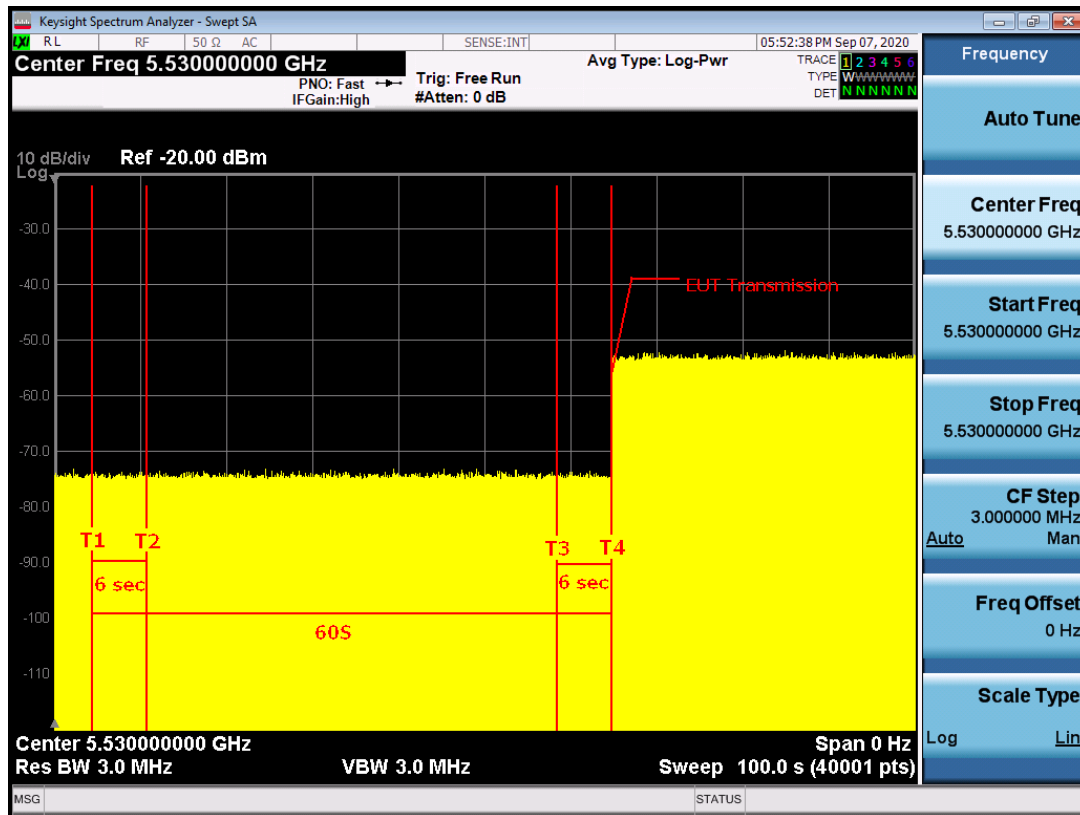 Keysight Spectrum Analyzer - Swept SA
LXI RL RF 50 Ω AC SENSE:INT 05:52:38 PM Sep 07, 2020
Center Freq 5.530000000 GHz
PNO: Fast
IFGain:High
Trig: Free Run
#Atten: 0 dB
Avg Type: Log-Pwr
TRACE 1 2 3 4 5 6
TYPE WWWWWW
DET N N N N N N
10 dB/div Ref -20.00 dBm
Log
-30.0
-40.0
-50.0
-60.0
-70.0
-80.0
-90.0
-100
-110
EUT Transmission
T1 T2 T3 T4
6 sec 6 sec
60S
Center 5.530000000 GHz Span 0 Hz
Res BW 3.0 MHz VBW 3.0 MHz Sweep 100.0 s (40001 pts)
MSG STATUS
Frequency
Auto Tune
Center Freq
5.530000000 GHz
Start Freq
5.530000000 GHz
Stop Freq
5.530000000 GHz
CF Step
3.000000 MHz
Auto Man
Freq Offset
0 Hz
Scale Type
Log Lin